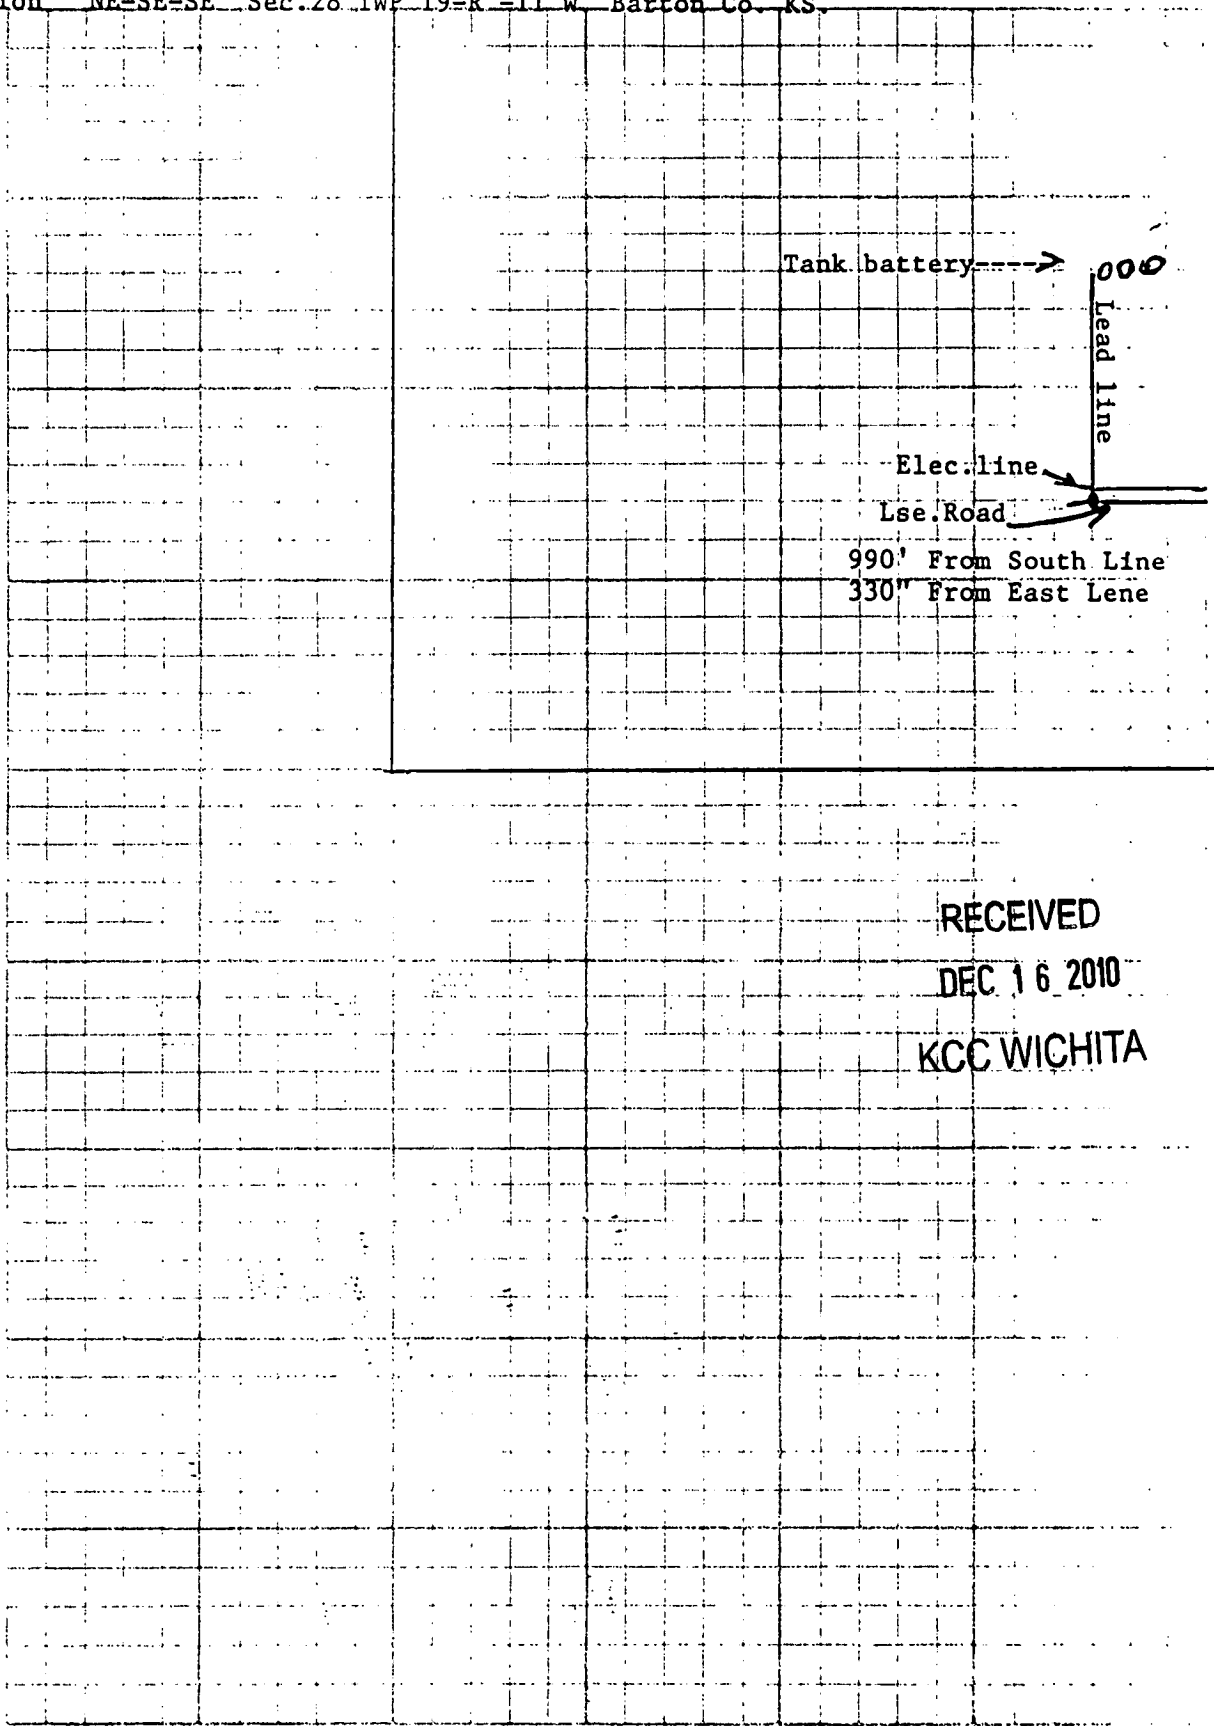 NE-SE-SE Sec.28 TWP 19-R -11 W Barton Co. KS.
Tank battery---->
Lead line
Elec.line
Lse.Road
990' From South Line
330" From East Lene
RECEIVED
DEC 16 2010
KCC WICHITA